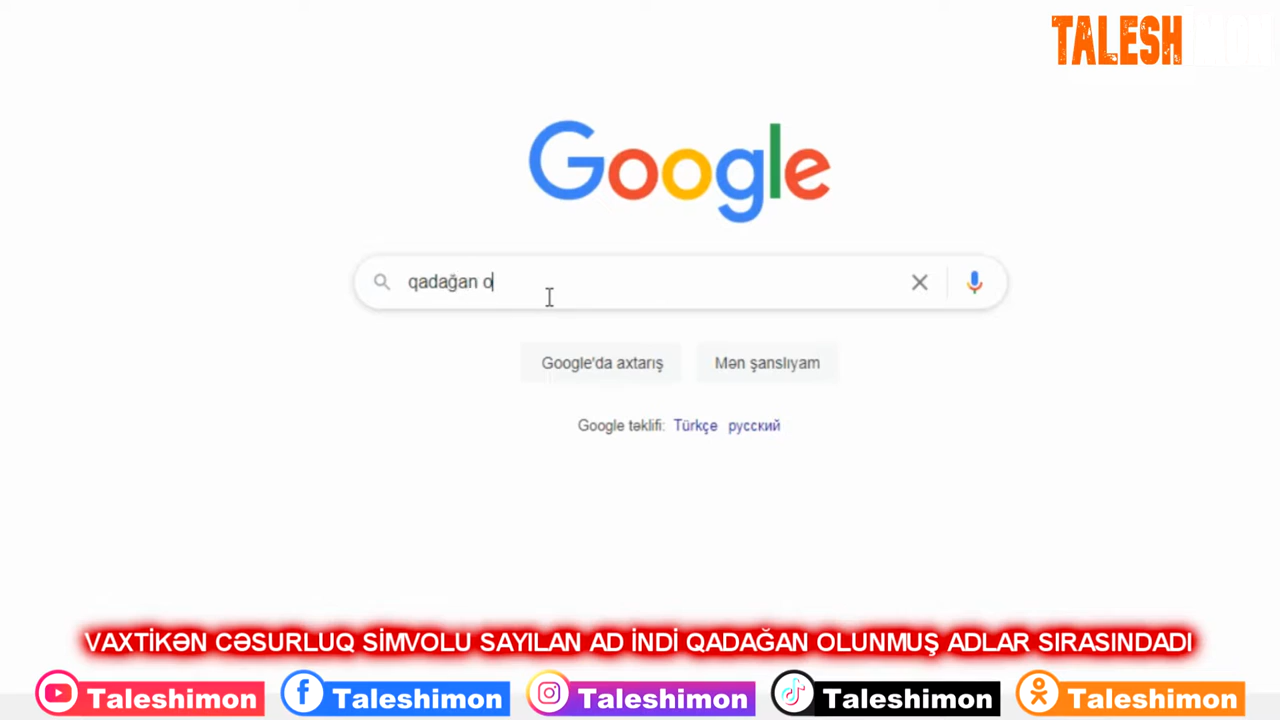 TALESHIMON
Google
qadağan o
Google'da axtarış
Mən şanslıyam
Google təklifi: Türkçe русский
VAXTİKƏN CƏSURLUQ SİMVOLU SAYILAN AD İNDİ QADAĞAN OLUNMUŞ ADLAR SIRASINDADI
Taleshimon Taleshimon Taleshimon Taleshimon Taleshimon